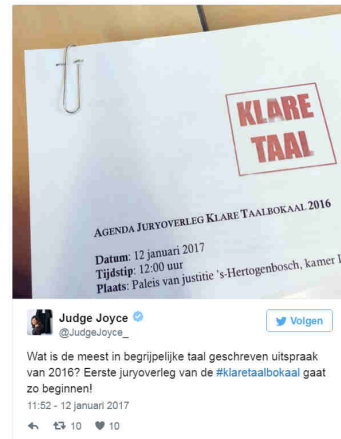 KLARE
TAAL
AGENDA JURYOVERLEG KLARE TAALBOKAAL 2016
Datum: 12 januari 2017
Tijdstip: 12:00 uur
Plaats: Paleis van justitie 's-Hertogenbosch, kamer
Judge Joyce
@JudgeJoyce_
Volgen
Wat is de meest in begrijpelijke taal geschreven uitspraak
van 2016? Eerste juryoverleg van de #klaretaalbokaal gaat
zo beginnen!
11:52 - 12 januari 2017
10 10